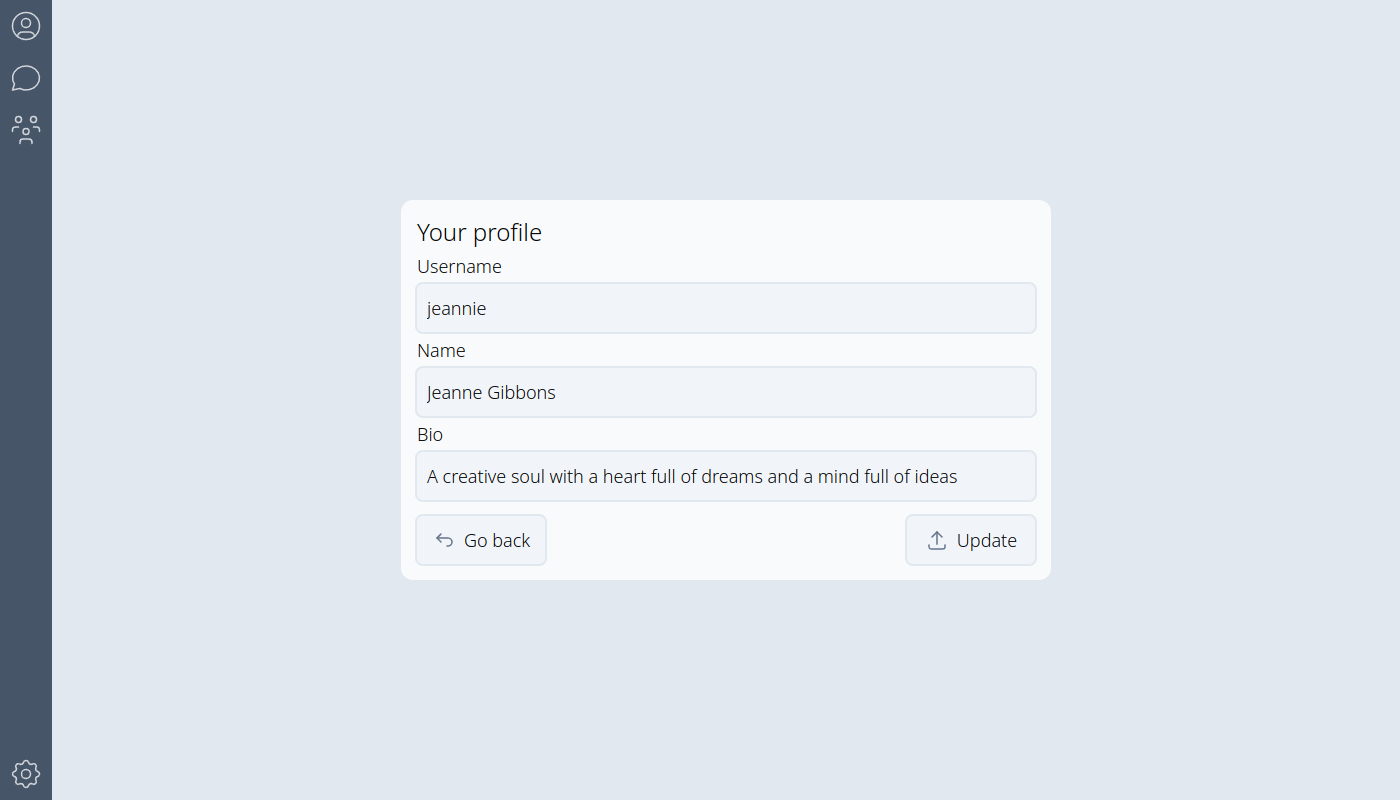 Your profile
Username
jeannie
Name
Jeanne Gibbons
Bio
A creative soul with a heart full of dreams and a mind full of ideas
Go back
Update